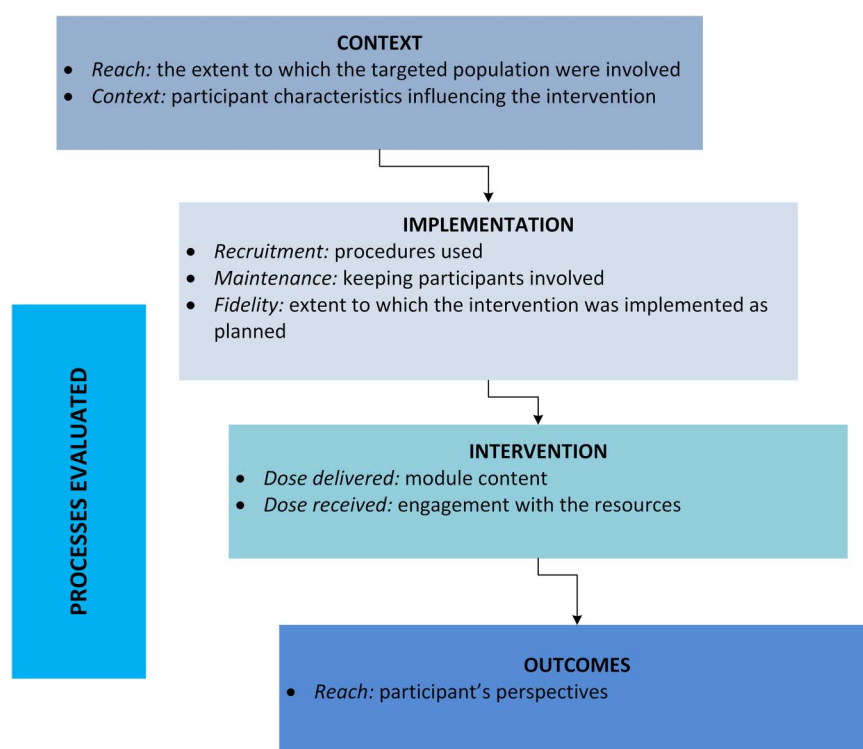 CONTEXT
• Reach: the extent to which the targeted population were involved
• Context: participant characteristics influencing the intervention
IMPLEMENTATION
• Recruitment: procedures used
• Maintenance: keeping participants involved
• Fidelity: extent to which the intervention was implemented as
planned
PROCESSES EVALUATED
INTERVENTION
• Dose delivered: module content
• Dose received: engagement with the resources
OUTCOMES
• Reach: participant’s perspectives